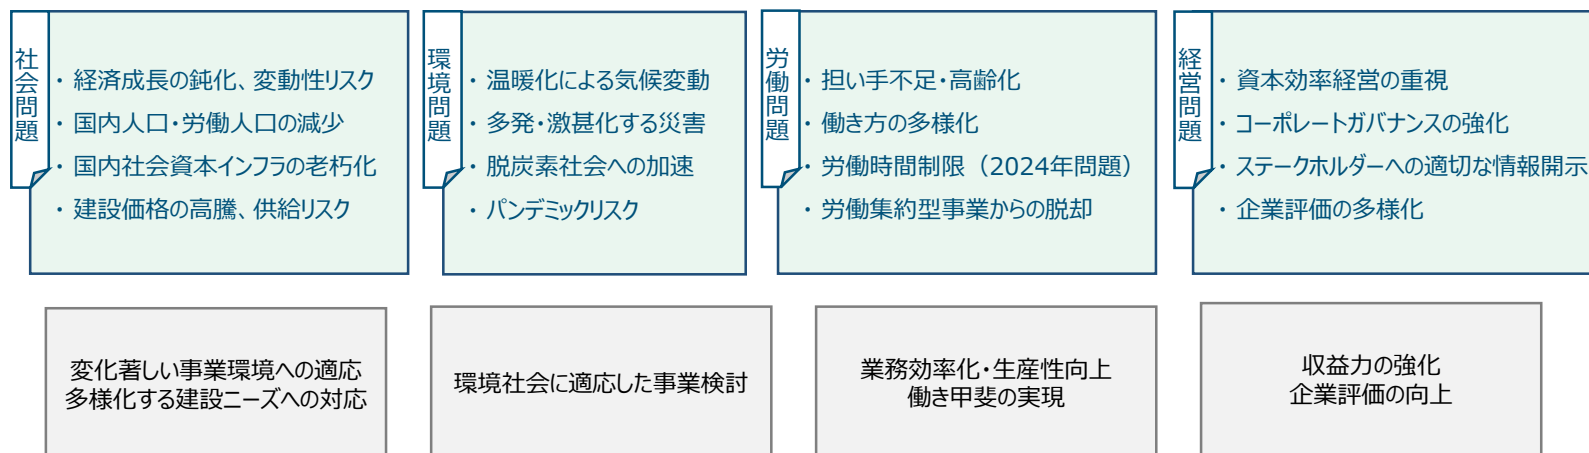 社会問題
・ 経済成長の鈍化、変動性リスク
・ 国内人口・労働人口の減少
・ 国内社会資本インフラの老朽化
・ 建設価格の高騰、供給リスク
環境問題
・ 温暖化による気候変動
・ 多発・激甚化する災害
・ 脱炭素社会への加速
・ パンデミックリスク
労働問題
・ 担い手不足・高齢化
・ 働き方の多様化
・ 労働時間制限（2024年問題）
・ 労働集約型事業からの脱却
経営問題
・ 資本効率経営の重視
・ コーポレートガバナンスの強化
・ ステークホルダーへの適切な情報開示
・ 企業評価の多様化
変化著しい事業環境への適応
多様化する建設ニーズへの対応
環境社会に適応した事業検討
業務効率化・生産性向上
働き甲斐の実現
収益力の強化
企業評価の向上